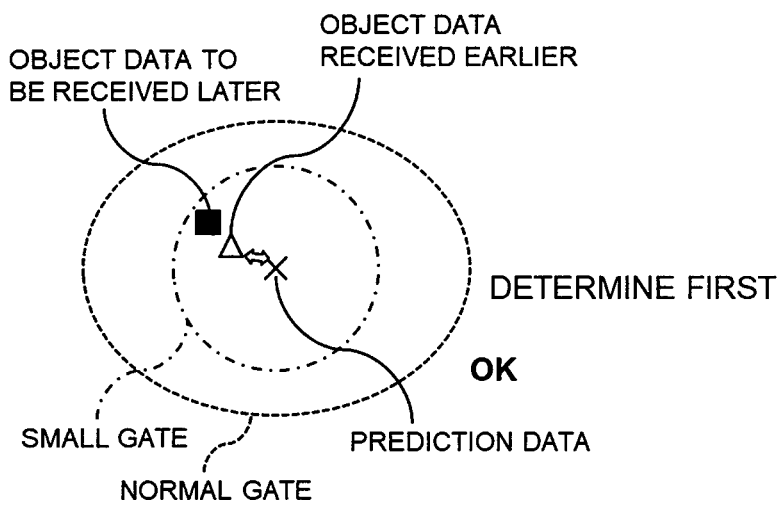 OBJECT DATA
RECEIVED EARLIER
OBJECT DATA TO
BE RECEIVED LATER
DETERMINE FIRST
OK
SMALL GATE
PREDICTION DATA
NORMAL GATE